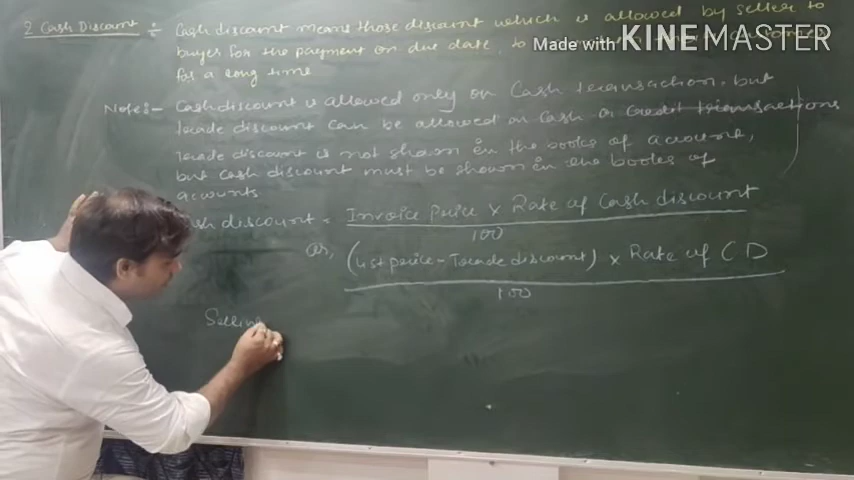 2 Cash Discount ÷ Cash discount means those discount which is allowed by seller to
buyer for the payment on due date, to
for a long time
Made with KINEMASTER
Note:- Cash discount is allowed only on Cash transaction, but
trade discount can be allowed on Cash or Credit transactions
trade discount is not shown in the books of account,
but cash discount must be shown in the books of
accounts
ash discount = Invoice price x Rate of Cash discount
100
or, (list price - Trade discount) x Rate of C D
100
Selling